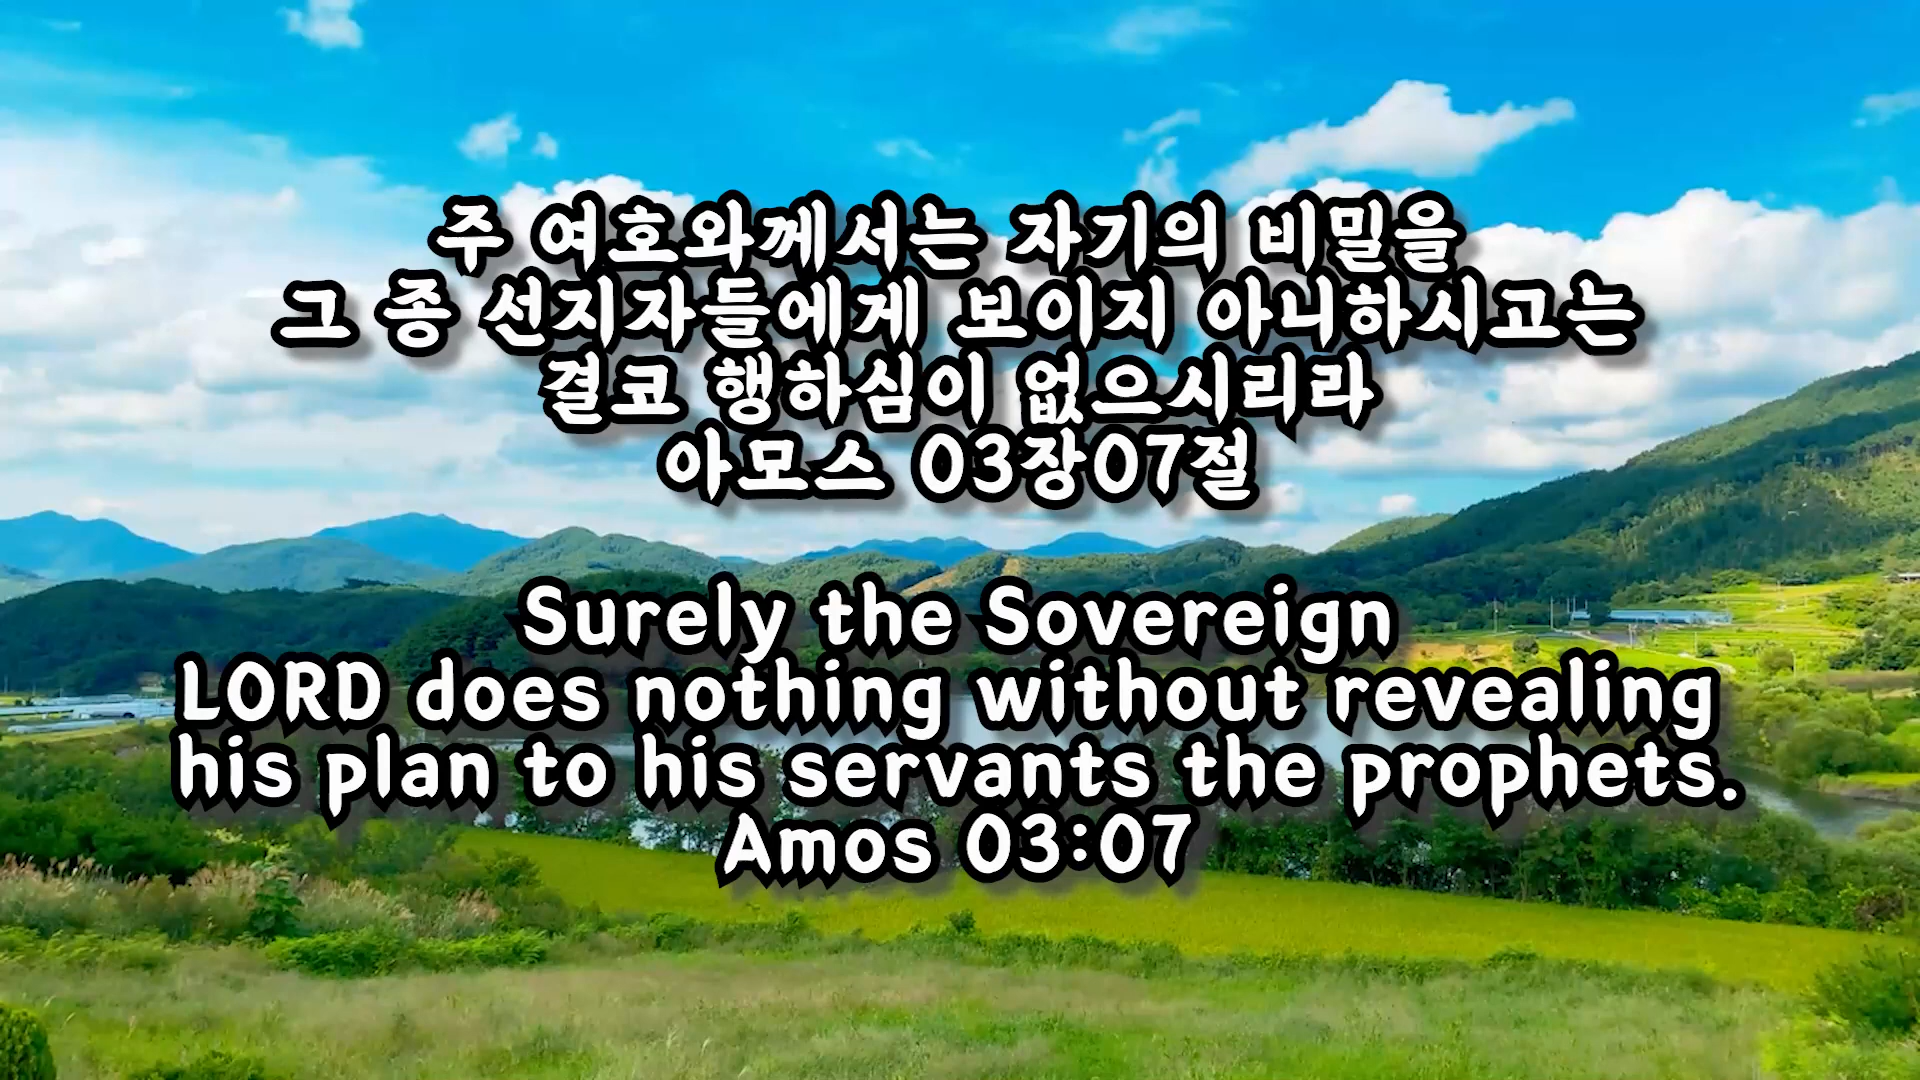 주 여호와께서는 자기의 비밀을
그 종 선지자들에게 보이지 아니하시고는
결코 행하심이 없으시리라
아모스 03장07절
Surely the Sovereign
LORD does nothing without revealing
his plan to his servants the prophets.
Amos 03:07